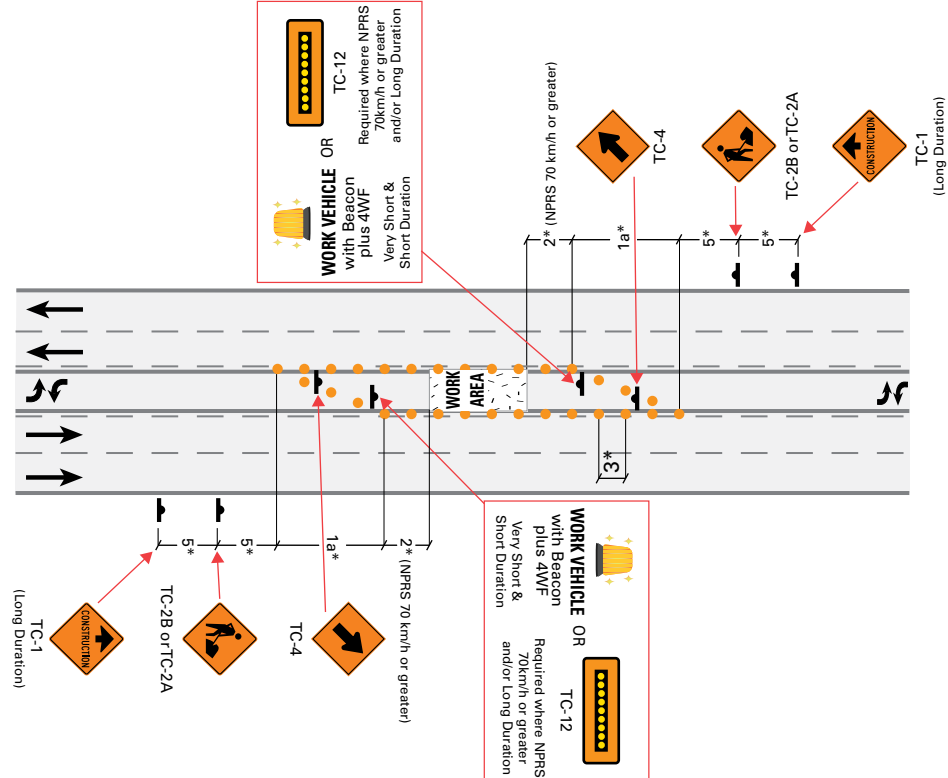 TC-12
Required where NPRS
70km/h or greater
and/or Long Duration
OR
WORK VEHICLE
with Beacon
plus 4WF
Very Short &
Short Duration
2* (NPRS 70 km/h or greater)
TC-4
1a*
TC-2B or TC-2A
5*
CONSTRUCTION
TC-1
(Long Duration)
5*
WORK
AREA
3*
5*
5*
1a*
2* (NPRS 70 km/h or greater)
CONSTRUCTION
TC-1
(Long Duration)
TC-2B or TC-2A
TC-4
WORK VEHICLE
with Beacon
plus 4WF
Very Short &
Short Duration
OR
TC-12
Required where NPRS
70km/h or greater
and/or Long Duration